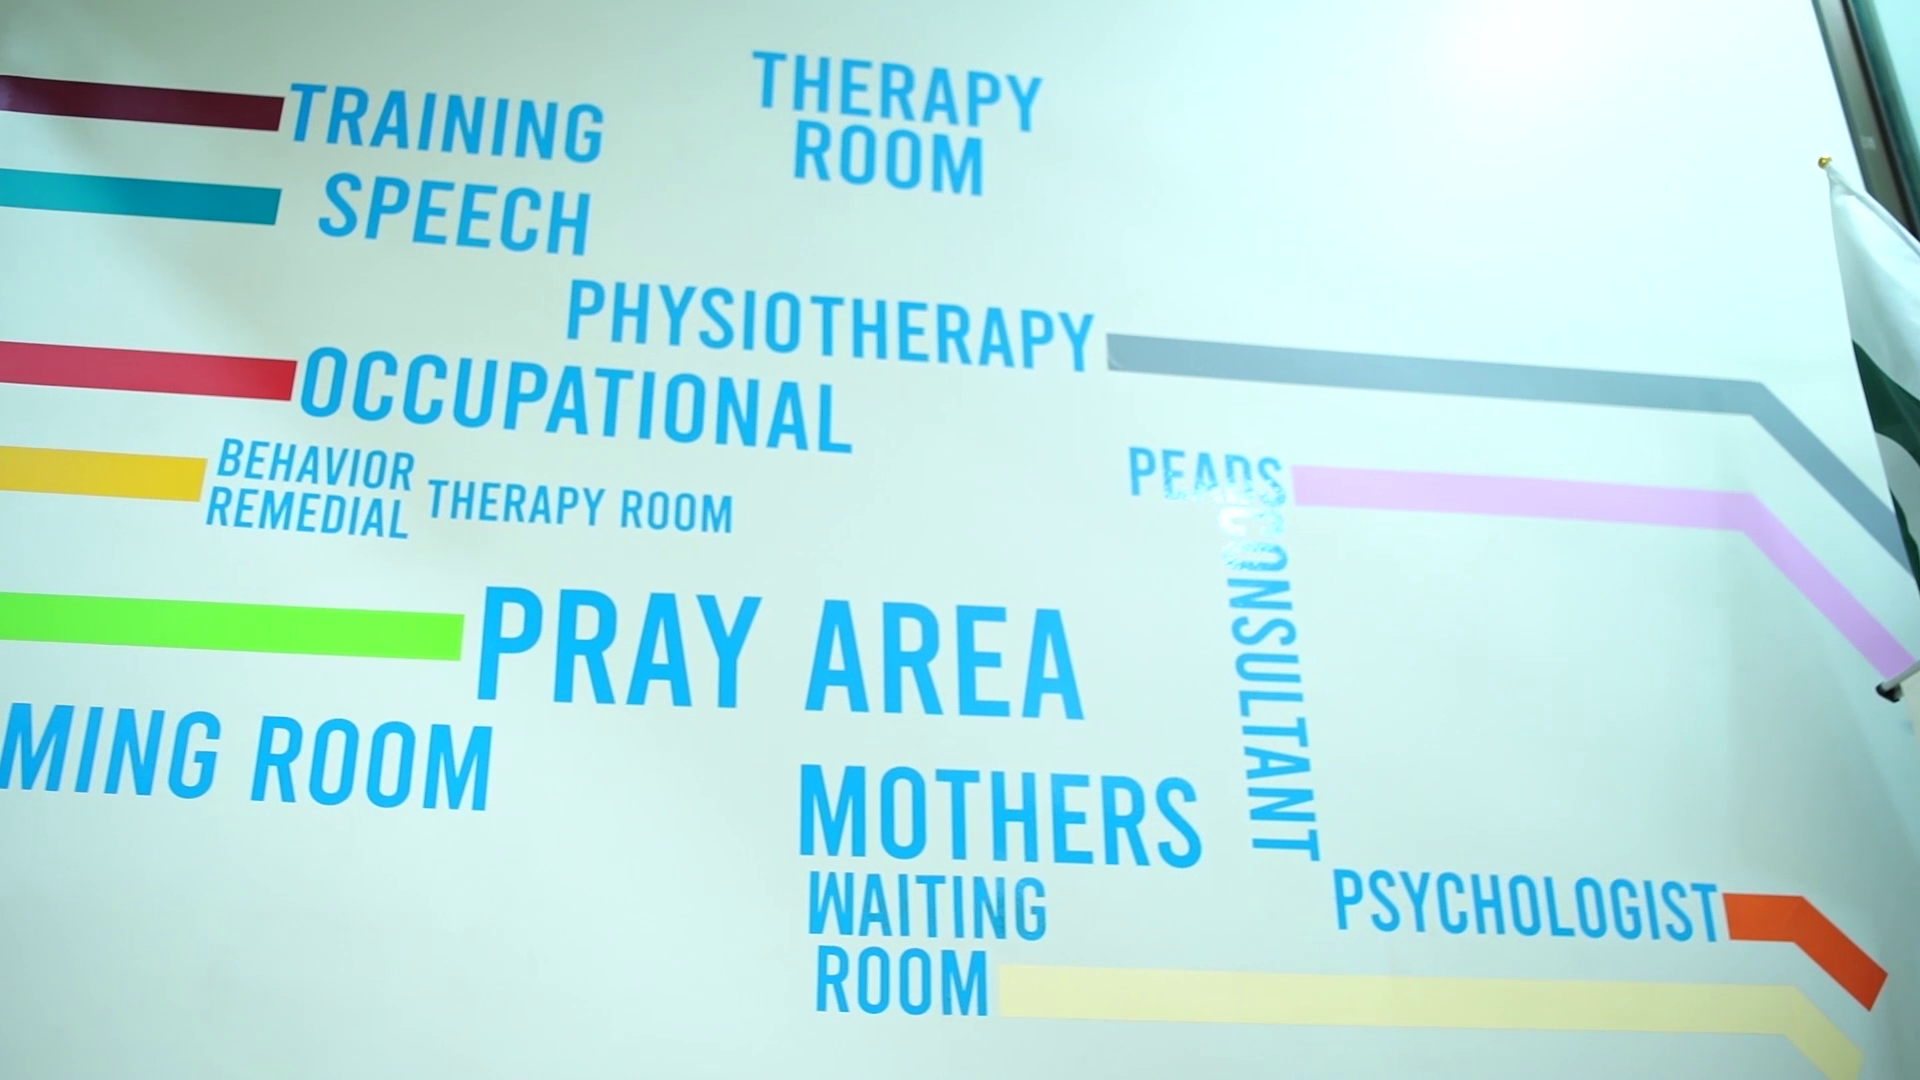 TRAINING
THERAPY
ROOM
SPEECH
PHYSIOTHERAPY
OCCUPATIONAL
BEHAVIOR
REMEDIAL
THERAPY ROOM
PEADS
CONSULTANT
PRAY AREA
MING ROOM
MOTHERS
WAITING
ROOM
PSYCHOLOGIST